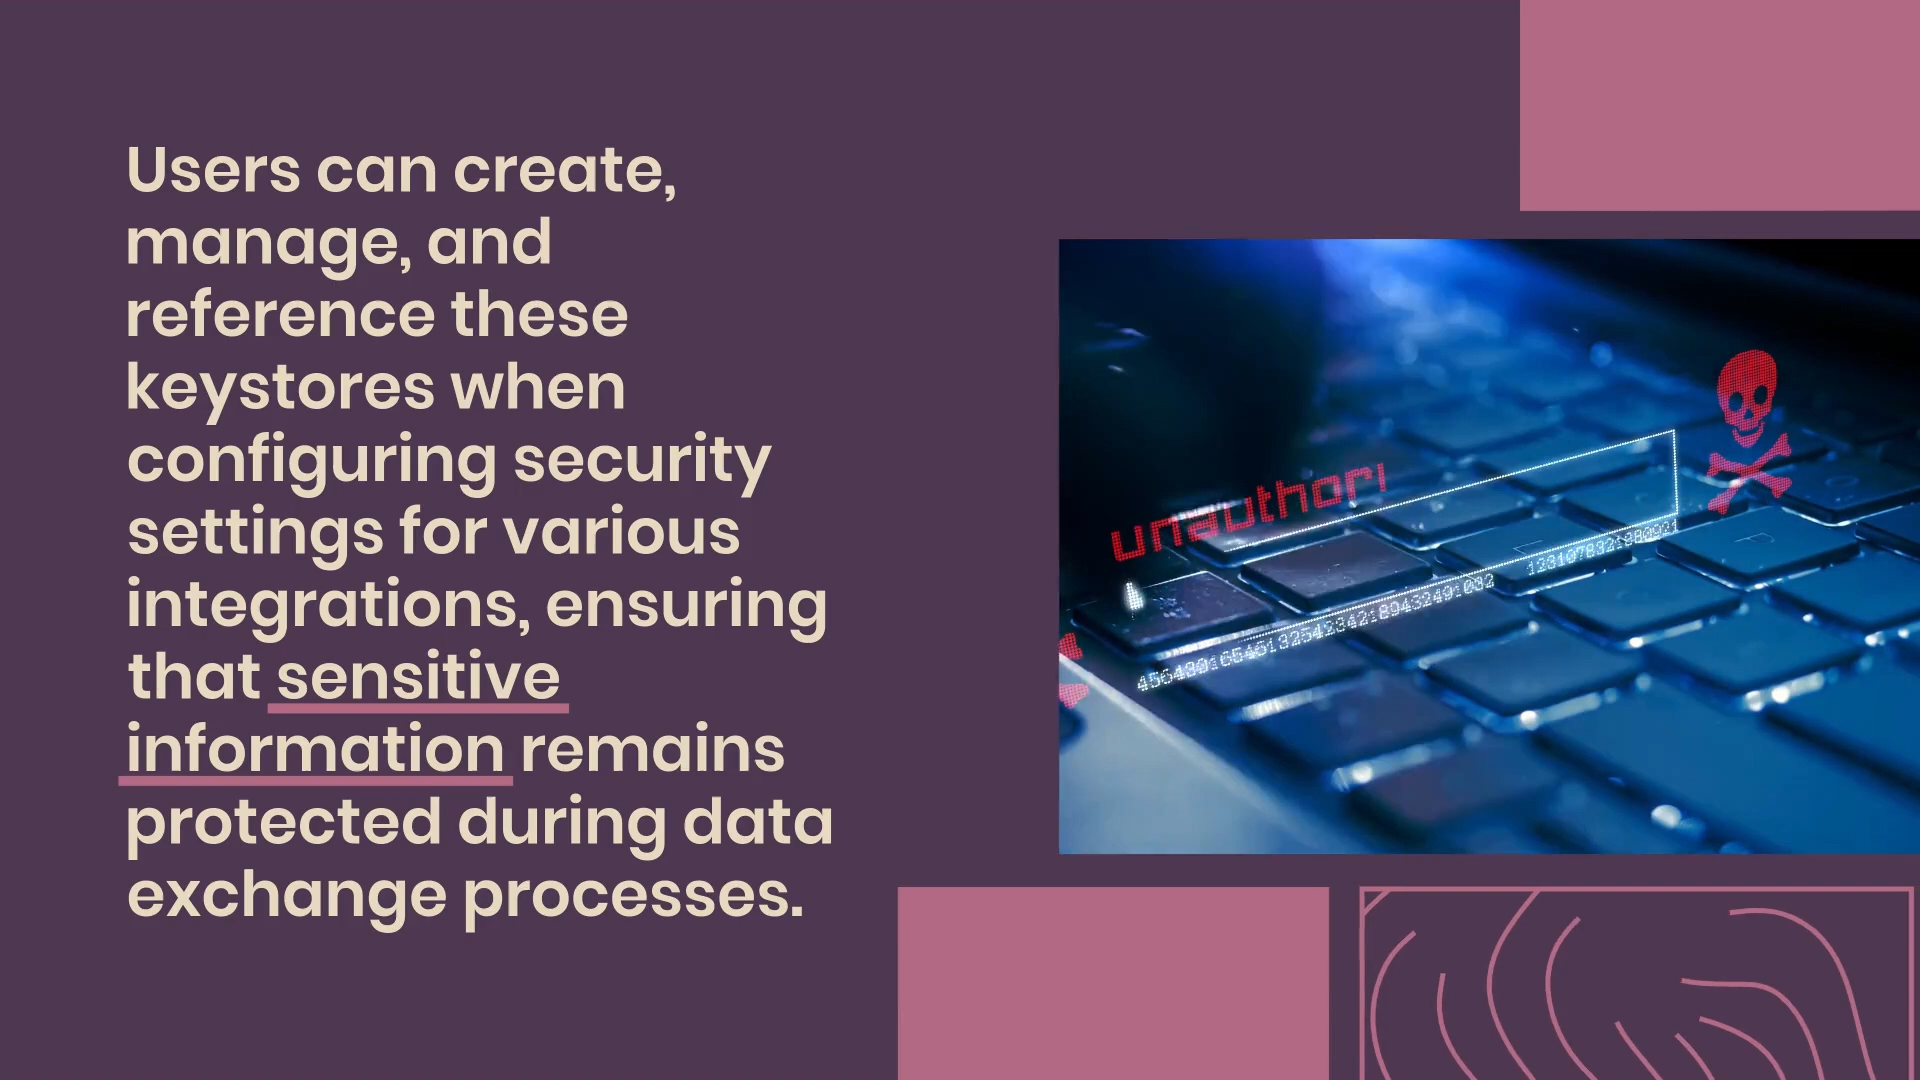 Users can create,
manage, and
reference these
keystores when
configuring security
settings for various
integrations, ensuring
that sensitive
information remains
protected during data
exchange processes.
unauthori